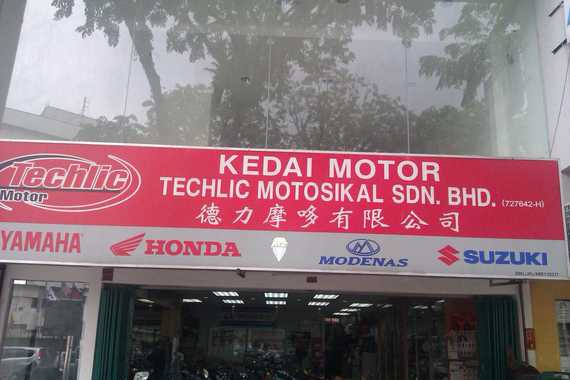 Techlic
Motor
KEDAI MOTOR
TECHLIC MOTOSIKAL SDN. BHD. (727642-H)
德力摩哆有限公司
YAMAHA
HONDA
MODENAS
SUZUKI